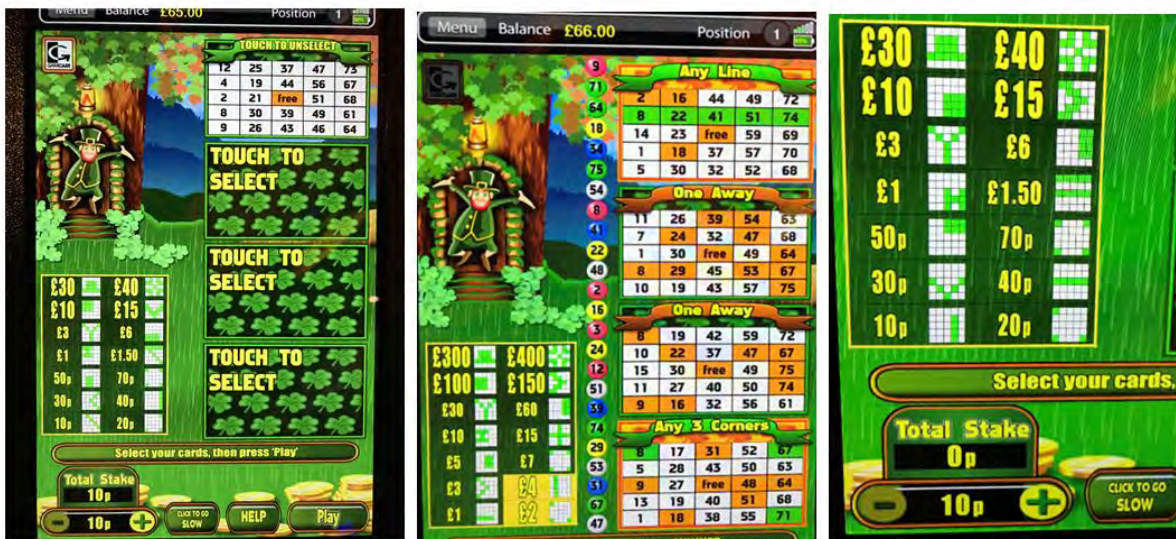 Menu Balance £65.00 Position 1
TOUCH TO UNSELECT
12 25 37 47 73
4 19 44 56 67
2 21 free 51 68
8 30 39 49 61
9 26 43 46 64
TOUCH TO
SELECT
TOUCH TO
SELECT
TOUCH TO
SELECT
£30 £40
£10 £15
£3 £6
£1 £1.50
50p 70p
30p 40p
10p 20p
Select your cards, then press 'Play'
Total Stake
10p
- 10p +
CLICK TO GO
SLOW
HELP
Play
Menu Balance £66.00 Position 1
9
71
64
18
34
75
54
8
41
22
48
2
16
3
24
12
51
39
74
29
53
31
67
47
Any Line
2 16 44 49 72
8 22 41 51 74
14 23 free 59 69
1 18 37 57 70
5 30 32 52 68
One Away
11 26 39 54 63
7 24 32 47 68
1 30 free 49 64
8 29 45 53 67
10 19 43 57 75
One Away
8 19 42 59 72
10 22 37 47 67
15 30 free 49 75
11 27 40 50 74
9 16 32 56 61
Any 3 Corners
8 17 31 52 67
5 28 43 50 63
9 27 free 48 64
13 19 40 51 68
1 18 38 55 71
£300 £400
£100 £150
£30 £60
£10 £15
£5 £7
£3 £4
£1 £2
£30 £40
£10 £15
£3 £6
£1 £1.50
50p 70p
30p 40p
10p 20p
Select your cards,
Total Stake
0p
- 10p +
CLICK TO GO
SLOW